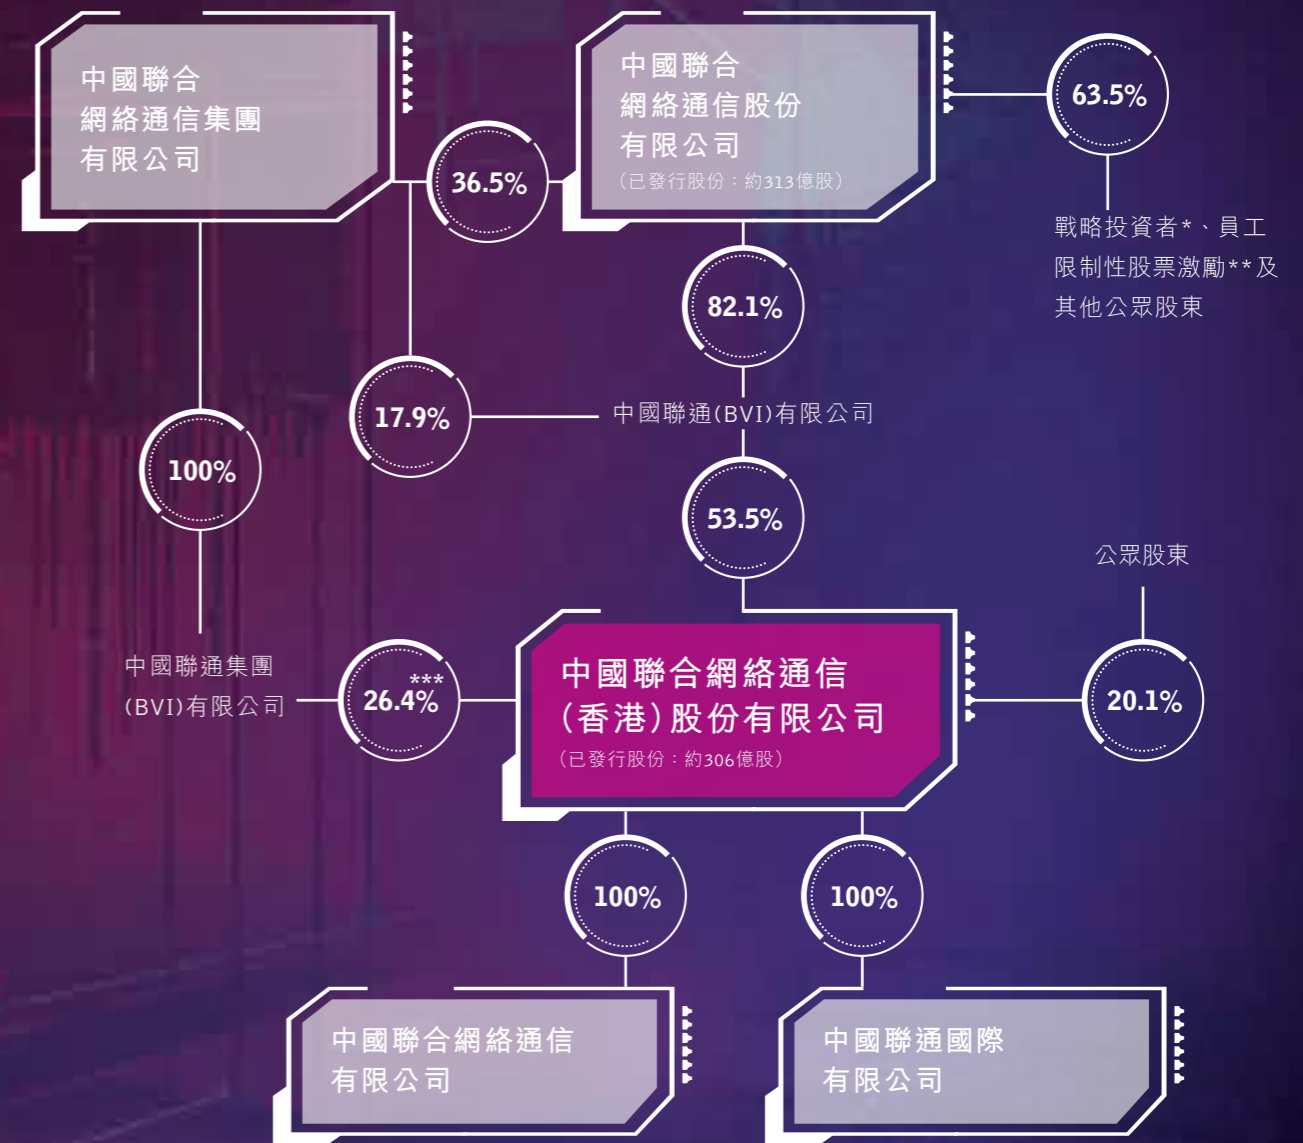 中國聯合
網絡通信集團
有限公司
36.5%
中國聯合
網絡通信股份
有限公司
(已發行股份：約313億股)
63.5%
戰略投資者*、員工
限制性股票激勵**及
其他公眾股東
82.1%
17.9%
中國聯通(BVI)有限公司
100%
53.5%
公眾股東
中國聯通集團
(BVI)有限公司
***
26.4%
中國聯合網絡通信
(香港)股份有限公司
(已發行股份：約306億股)
20.1%
100%
100%
中國聯合網絡通信
有限公司
中國聯通國際
有限公司